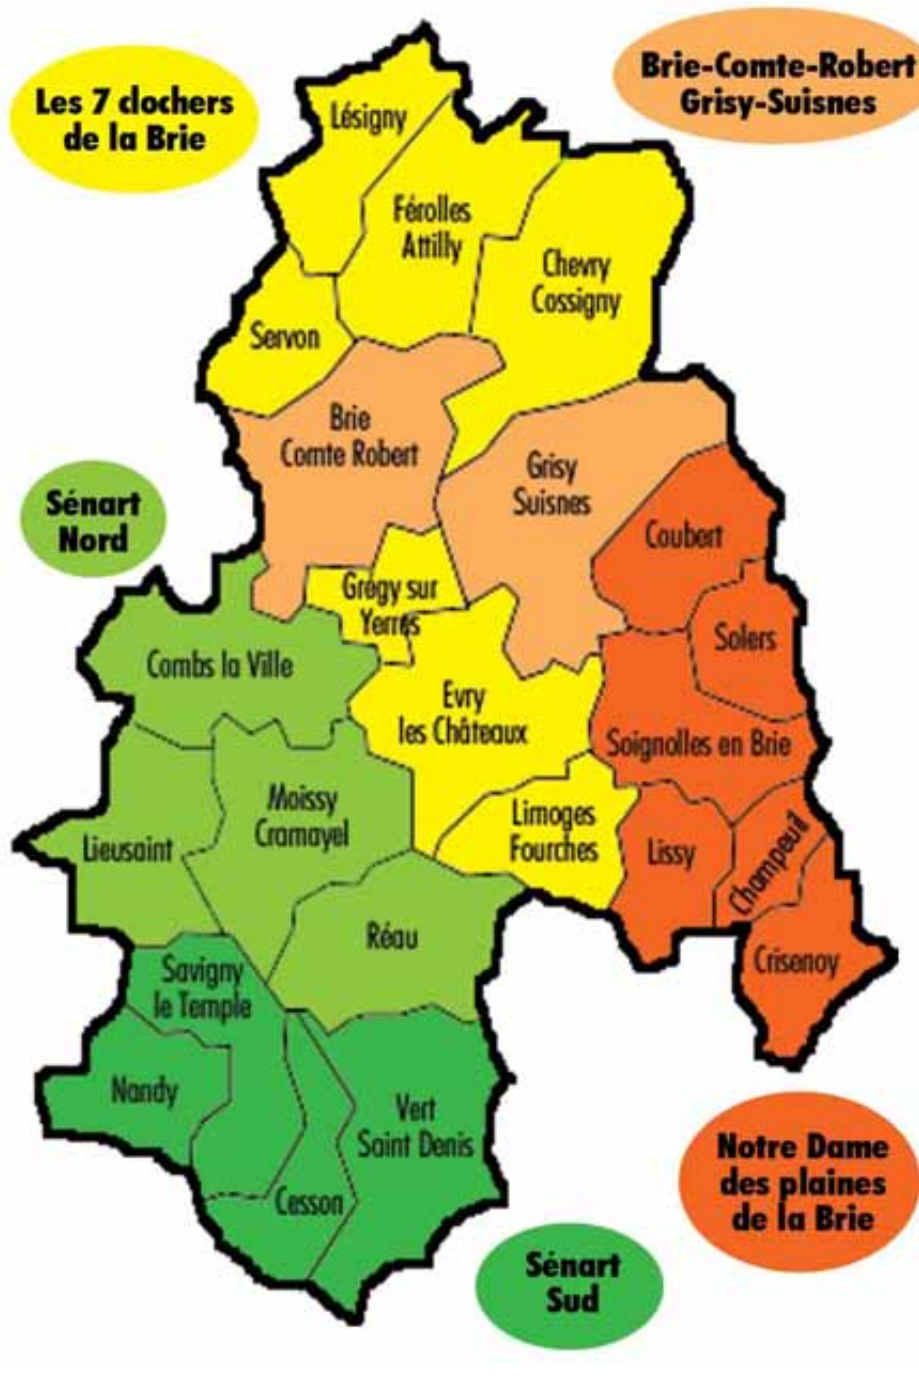 Les 7 clochers
de la Brie
Brie-Comte-Robert
Grisy-Suisnes
Lésigny
Férolles
Attilly
Chevry
Cossigny
Servon
Brie
Comte Robert
Grisy
Suisnes
Sénart
Nord
Coubert
Grégy sur
Yerres
Solers
Combs la Ville
Evry
les Châteaux
Soignolles en Brie
Moissy
Cramayel
Limoges
Fourches
Lieusaint
Lissy
Champeuil
Réau
Crisenoy
Savigny
le Temple
Nandy
Vert
Saint Denis
Cesson
Notre Dame
des plaines
de la Brie
Sénart
Sud